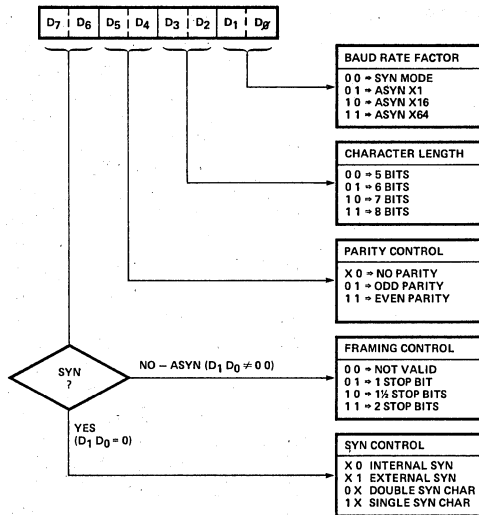 D7 D6 D5 D4 D3 D2 D1 DØ
BAUD RATE FACTOR
0 0 ⇒ SYN MODE
0 1 ⇒ ASYN X1
1 0 ⇒ ASYN X16
1 1 ⇒ ASYN X64
CHARACTER LENGTH
0 0 ⇒ 5 BITS
0 1 ⇒ 6 BITS
1 0 ⇒ 7 BITS
1 1 ⇒ 8 BITS
PARITY CONTROL
X 0 ⇒ NO PARITY
0 1 ⇒ ODD PARITY
1 1 ⇒ EVEN PARITY
SYN
?
NO – ASYN (D1 D0 ≠ 0 0)
FRAMING CONTROL
0 0 ⇒ NOT VALID
0 1 ⇒ 1 STOP BIT
1 0 ⇒ 1½ STOP BITS
1 1 ⇒ 2 STOP BITS
YES
(D1 D0 = 0)
SYN CONTROL
X 0 INTERNAL SYN
X 1 EXTERNAL SYN
0 X DOUBLE SYN CHAR
1 X SINGLE SYN CHAR